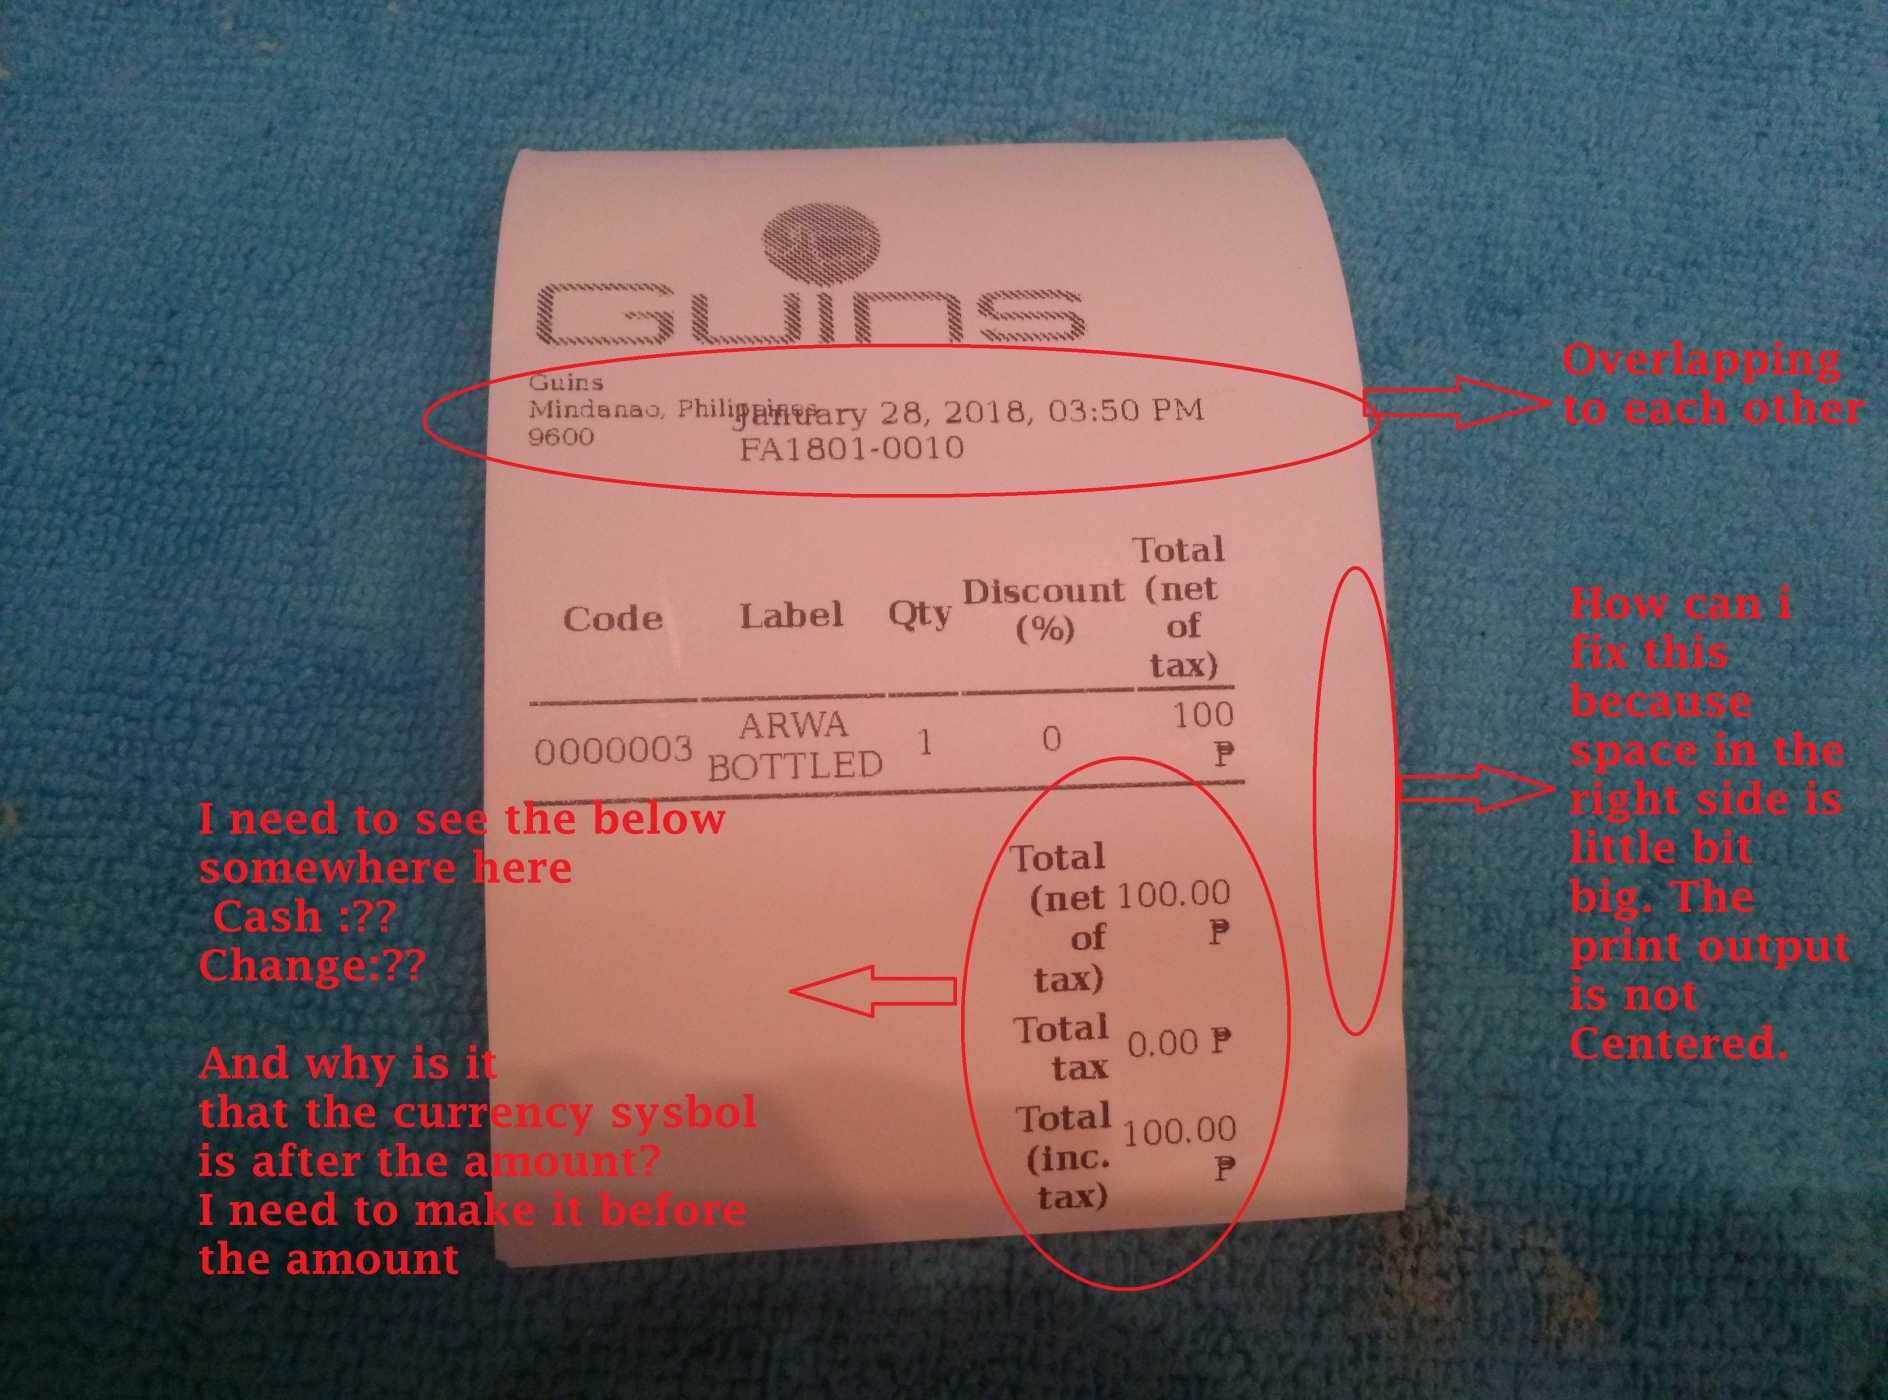 Guins
Guins
Mindanao, Philippines
9600
January 28, 2018, 03:50 PM
FA1801-0010
Overlapping
to each other
Code Label Qty Discount (%) Total (net of tax)
0000003 ARWA BOTTLED 1 0 100 ₱
Total (net of tax) 100.00 ₱
Total tax 0.00 ₱
Total (inc. tax) 100.00 ₱
How can i
fix this
because
space in the
right side is
little bit
big. The
print output
is not
Centered.
I need to see the below
somewhere here
Cash :??
Change:??
And why is it
that the currency sysbol
is after the amount?
I need to make it before
the amount